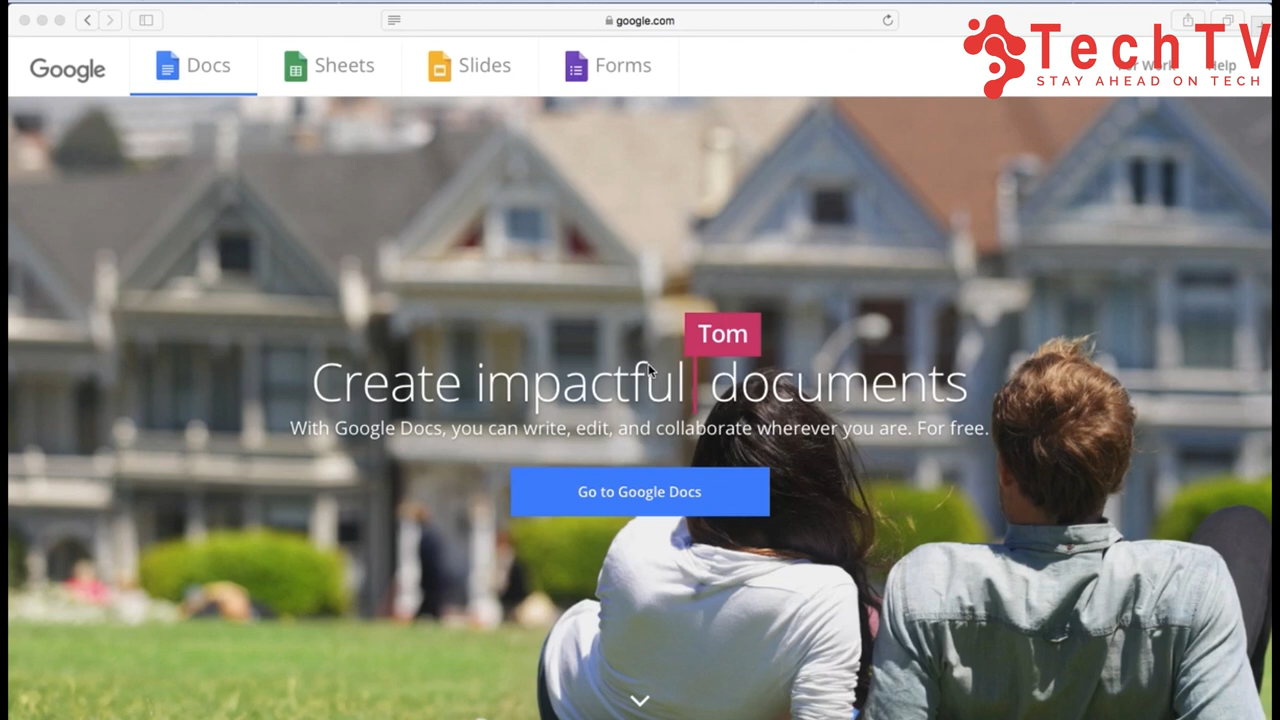 google.com
Google
Docs
Sheets
Slides
Forms
Help
TechTV
STAY AHEAD ON TECH
Tom
Create impactful documents
With Google Docs, you can write, edit, and collaborate wherever you are. For free.
Go to Google Docs